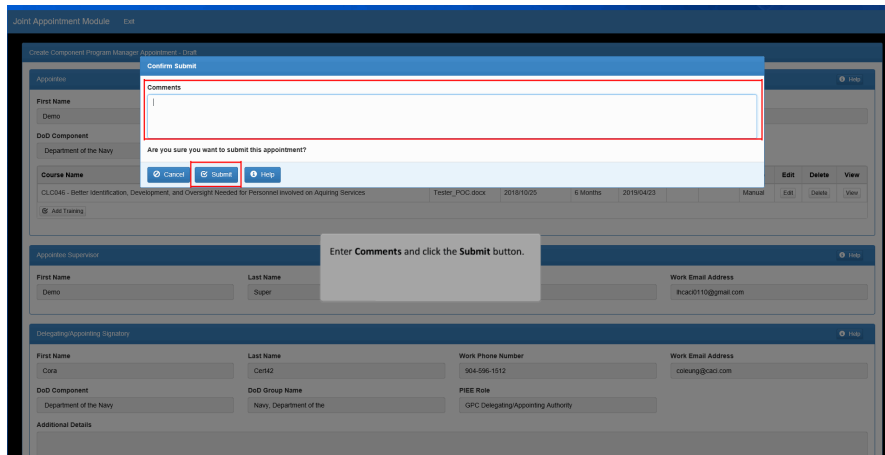 Joint Appointment Module Exit
Create Component Program Manager Appointment - Draft
Confirm Submit
Appointee
Help
Comments
First Name
Demo
DoD Component
Department of the Navy
Are you sure you want to submit this appointment?
Cancel Submit Help
Course Name Edit Delete View
CLC046 - Better Identification, Development, and Oversight Needed for Personnel Involved on Aquiring Services Tester_POC.docx 2018/10/25 6 Months 2019/04/23 Manual Edit Delete View
Add Training
Enter Comments and click the Submit button.
Appointee Supervisor Help
First Name Last Name Work Email Address
Demo Super ihcaci0110@gmail.com
Delegating/Appointing Signatory Help
First Name Last Name Work Phone Number Work Email Address
Cora Cert42 904-596-1512 coleung@caci.com
DoD Component DoD Group Name PIEE Role
Department of the Navy Navy, Department of the GPC Delegating/Appointing Authority
Additional Details